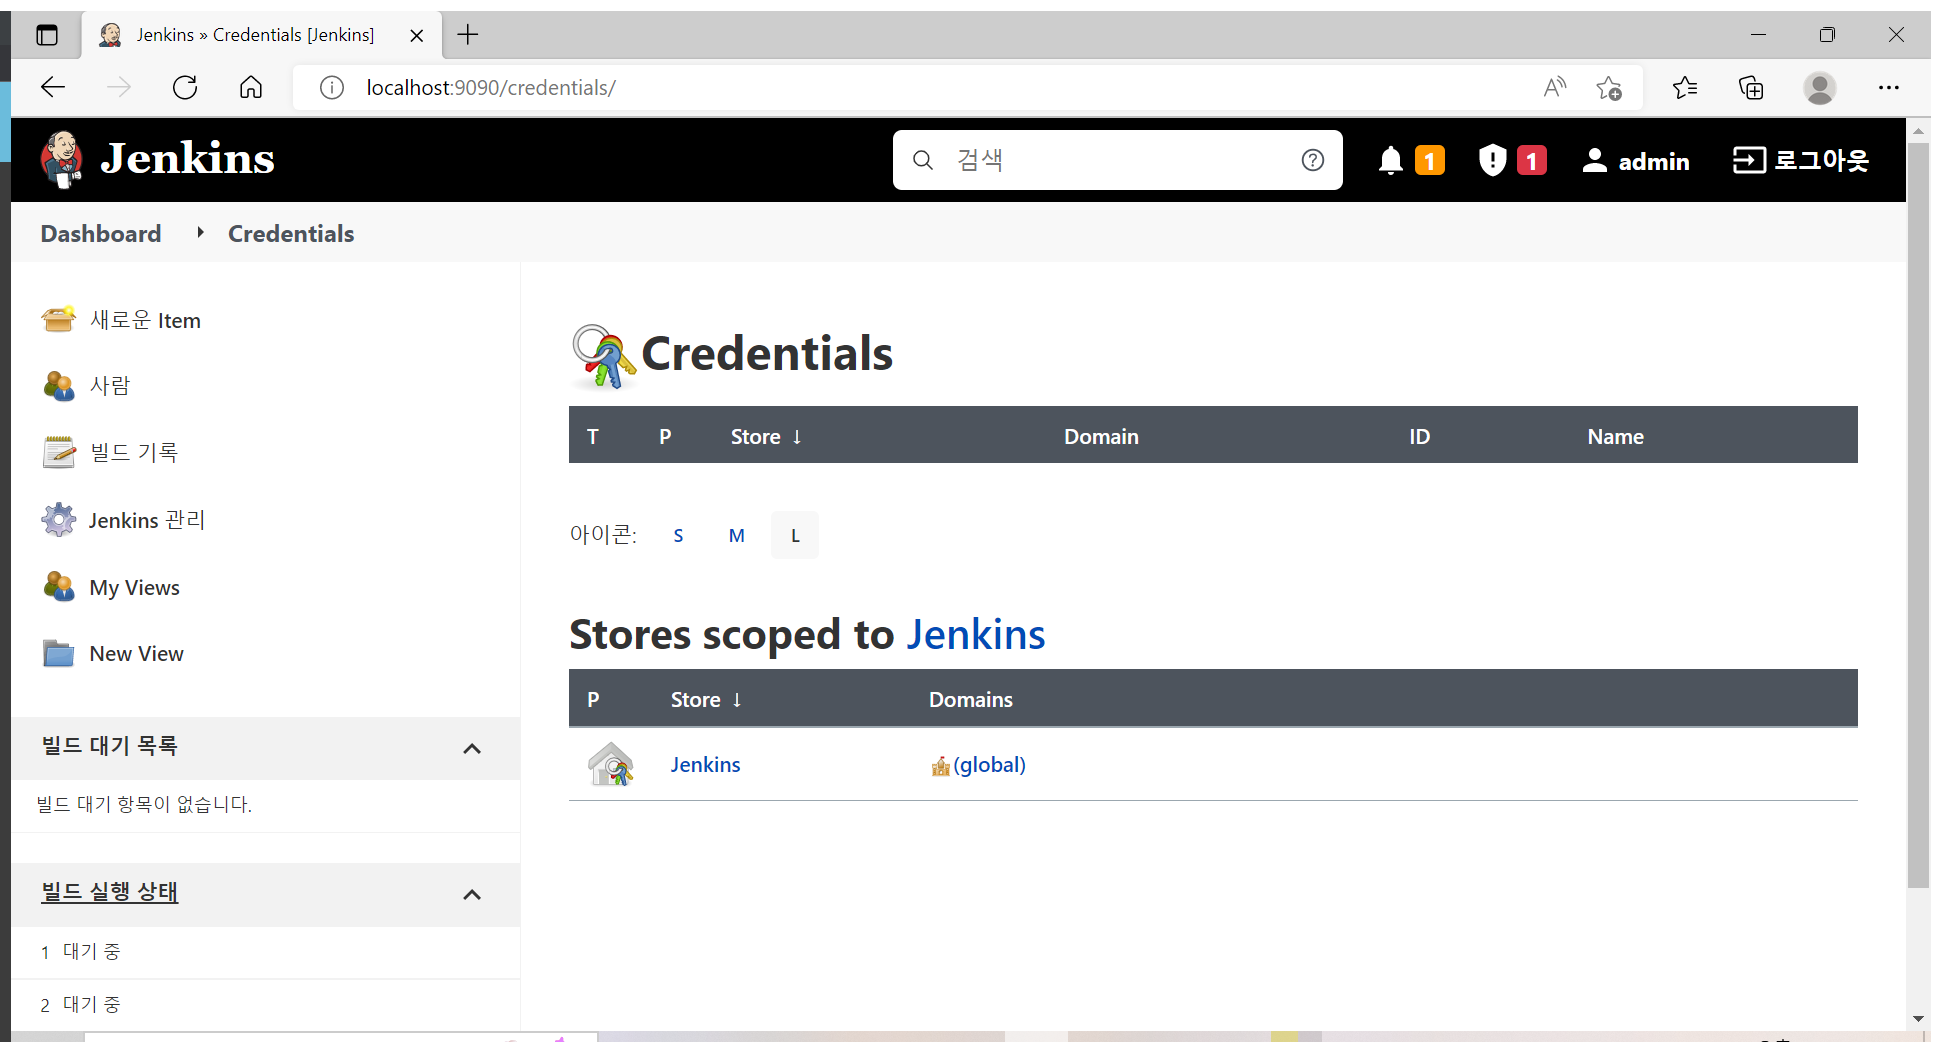 Jenkins » Credentials [Jenkins]
localhost:9090/credentials/
Jenkins
검색
1
1
admin
로그아웃
Dashboard
Credentials
새로운 Item
사람
빌드 기록
Jenkins 관리
My Views
New View
빌드 대기 목록
빌드 대기 항목이 없습니다.
빌드 실행 상태
1 대기 중
2 대기 중
Credentials
T P Store ↓ Domain ID Name
아이콘: S M L
Stores scoped to Jenkins
P Store ↓ Domains
Jenkins (global)